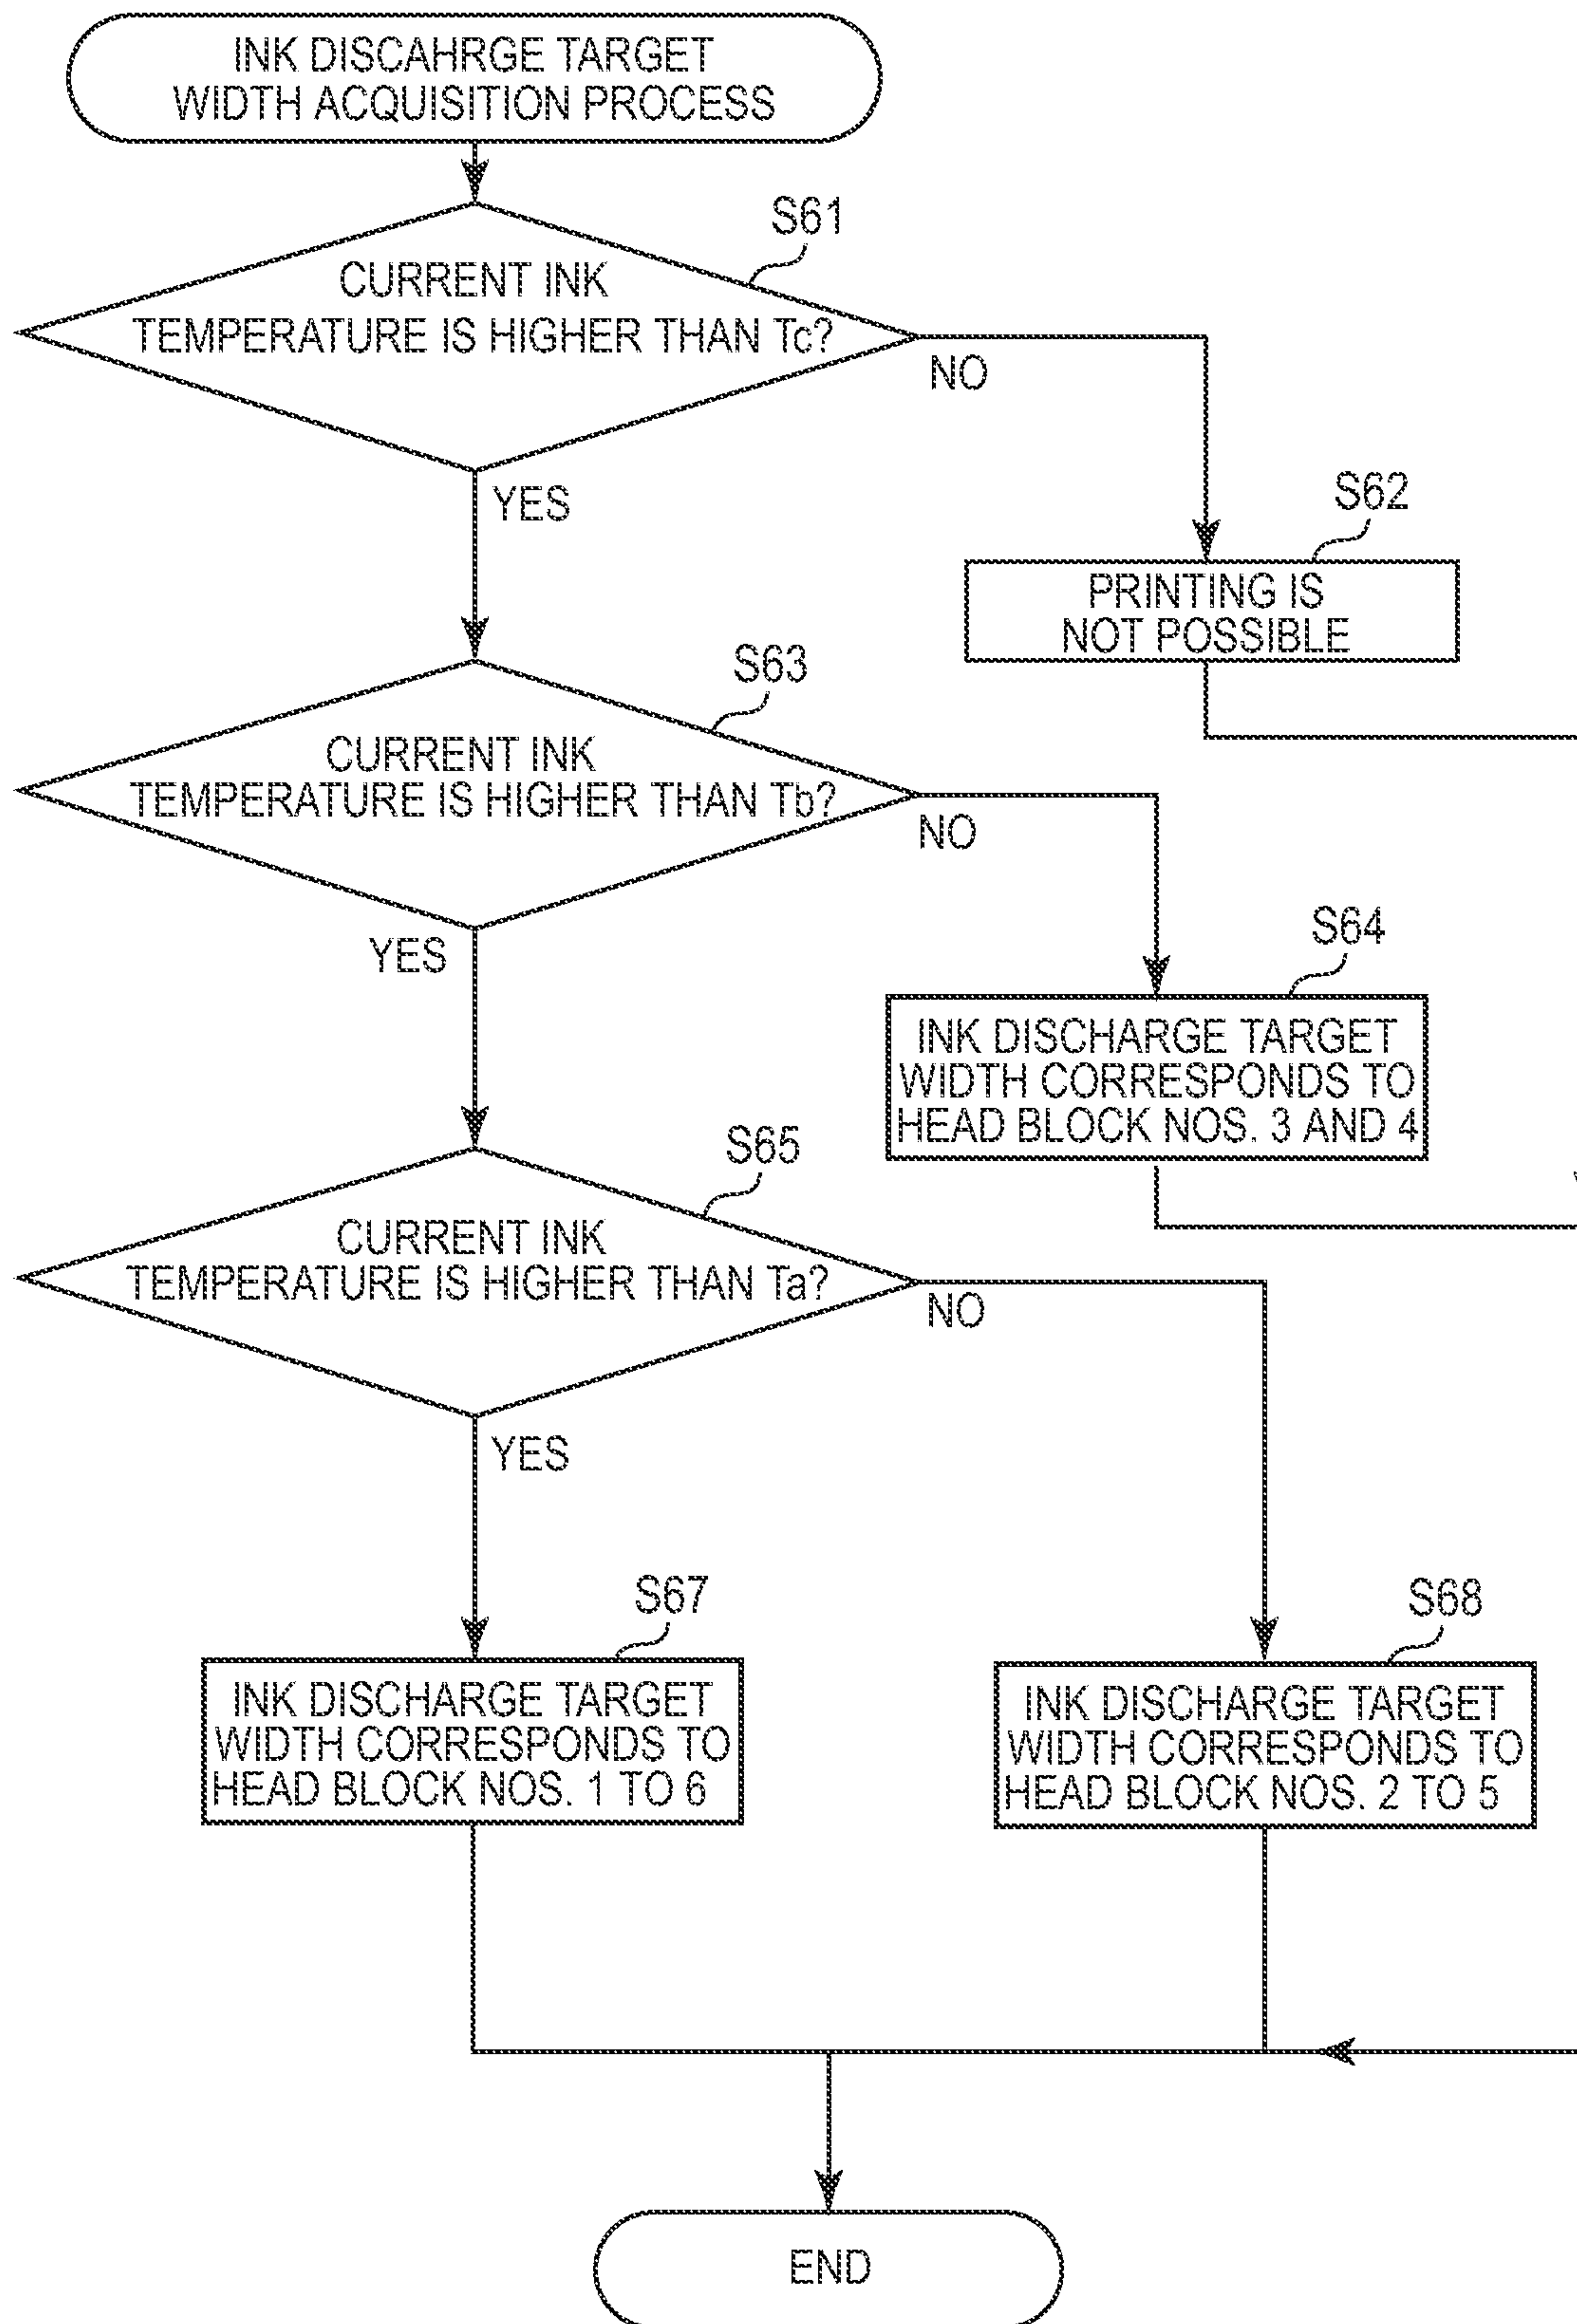 INK DISCAHRGE TARGET
WIDTH ACQUISITION PROCESS
S61
CURRENT INK
TEMPERATURE IS HIGHER THAN Tc?
NO
YES
S62
PRINTING IS
NOT POSSIBLE
S63
CURRENT INK
TEMPERATURE IS HIGHER THAN Tb?
NO
YES
S64
INK DISCHARGE TARGET
WIDTH CORRESPONDS TO
HEAD BLOCK NOS. 3 AND 4
S65
CURRENT INK
TEMPERATURE IS HIGHER THAN Ta?
NO
YES
S67
INK DISCHARGE TARGET
WIDTH CORRESPONDS TO
HEAD BLOCK NOS. 1 TO 6
S68
INK DISCHARGE TARGET
WIDTH CORRESPONDS TO
HEAD BLOCK NOS. 2 TO 5
END